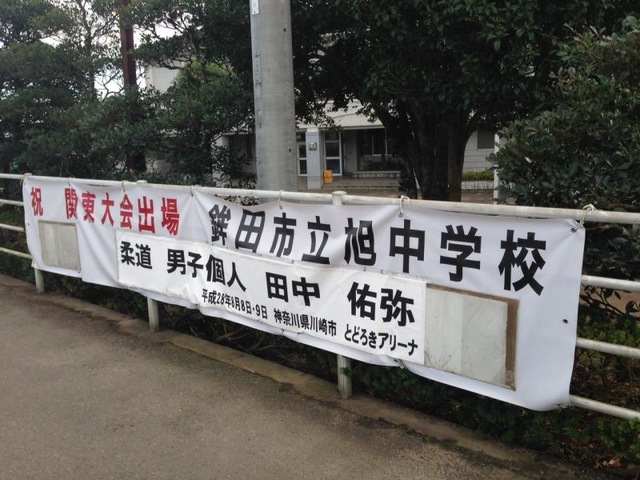 祝 関東大会出場 鉾田市立旭中学校
柔道 男子個人 田中 佑弥
平成28年8月8日・9日 神奈川県川崎市 とどろきアリーナ